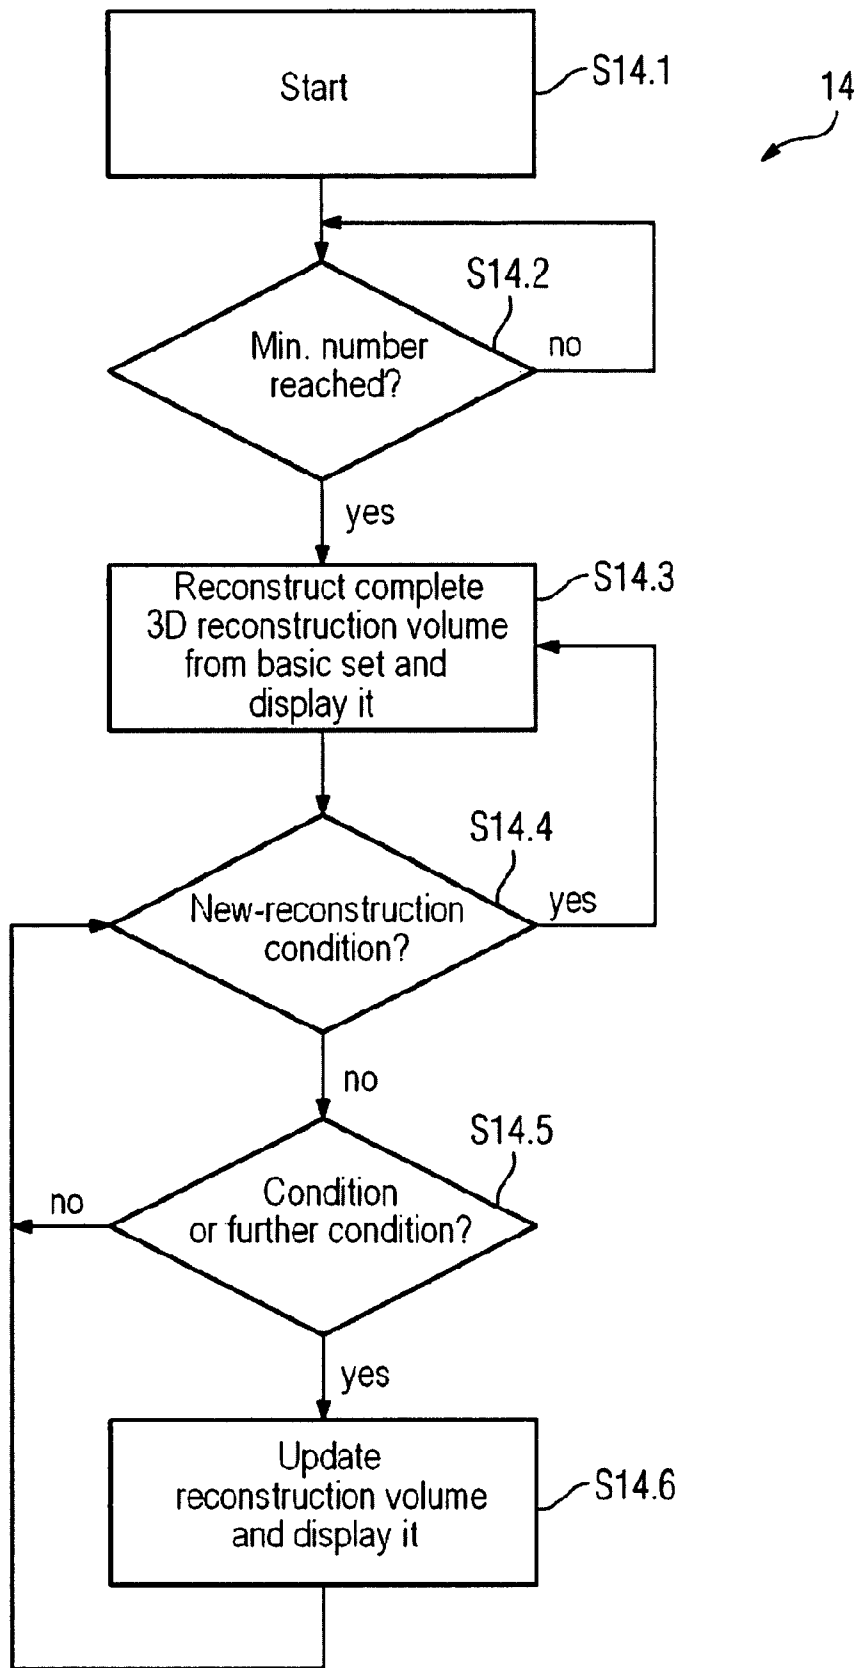 Start
S14.1
14
S14.2
Min. number
reached?
no
yes
Reconstruct complete
3D reconstruction volume
from basic set and
display it
S14.3
S14.4
New-reconstruction
condition?
yes
no
S14.5
Condition
or further condition?
no
yes
Update
reconstruction volume
and display it
S14.6